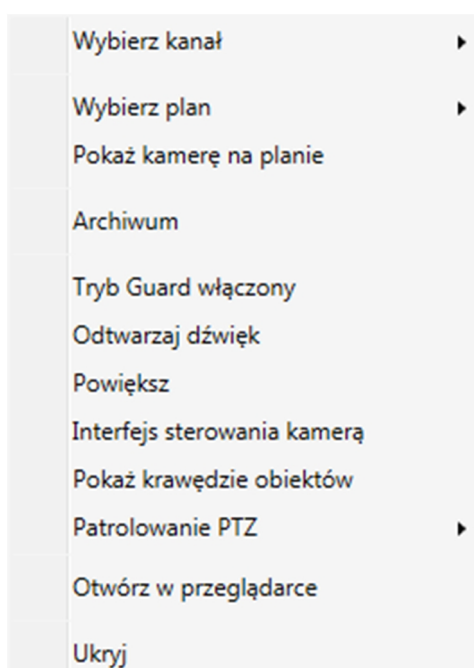 Wybierz kanał
Wybierz plan
Pokaż kamerę na planie
Archiwum
Tryb Guard włączony
Odtwarzaj dźwięk
Powiększ
Interfejs sterowania kamerą
Pokaż krawędzie obiektów
Patrolowanie PTZ
Otwórz w przeglądarce
Ukryj